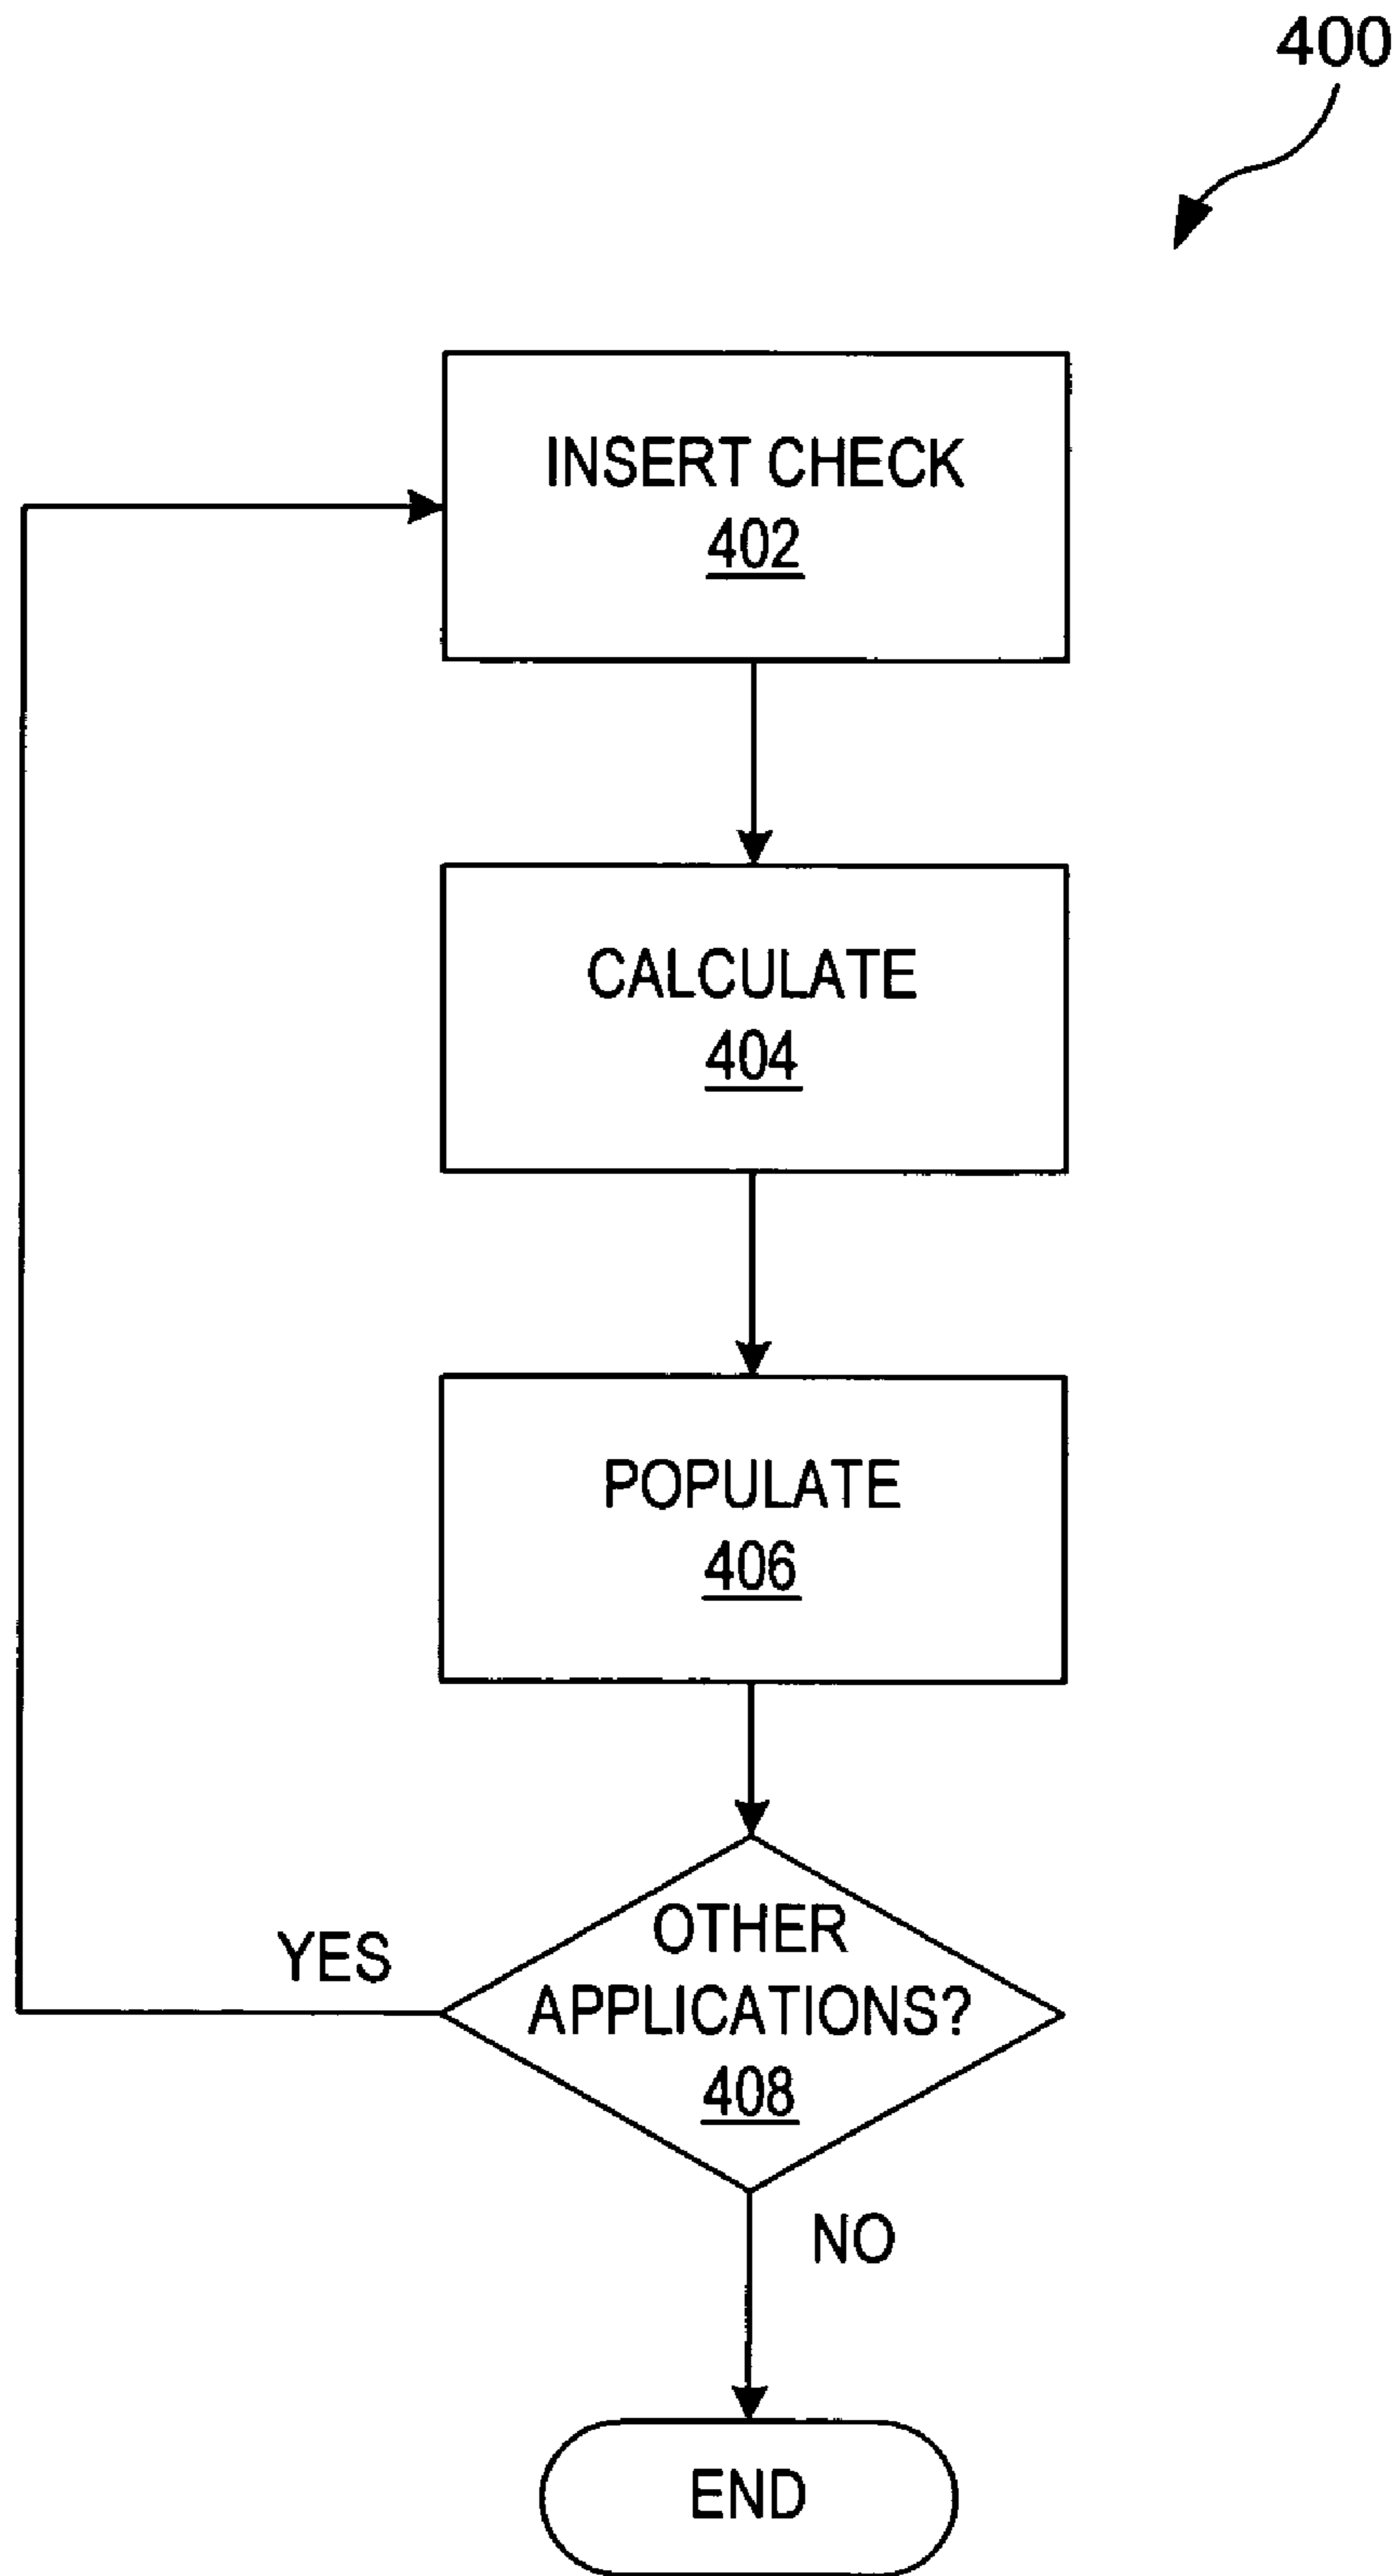 400
INSERT CHECK
402
CALCULATE
404
POPULATE
406
OTHER
APPLICATIONS?
408
YES
NO
END